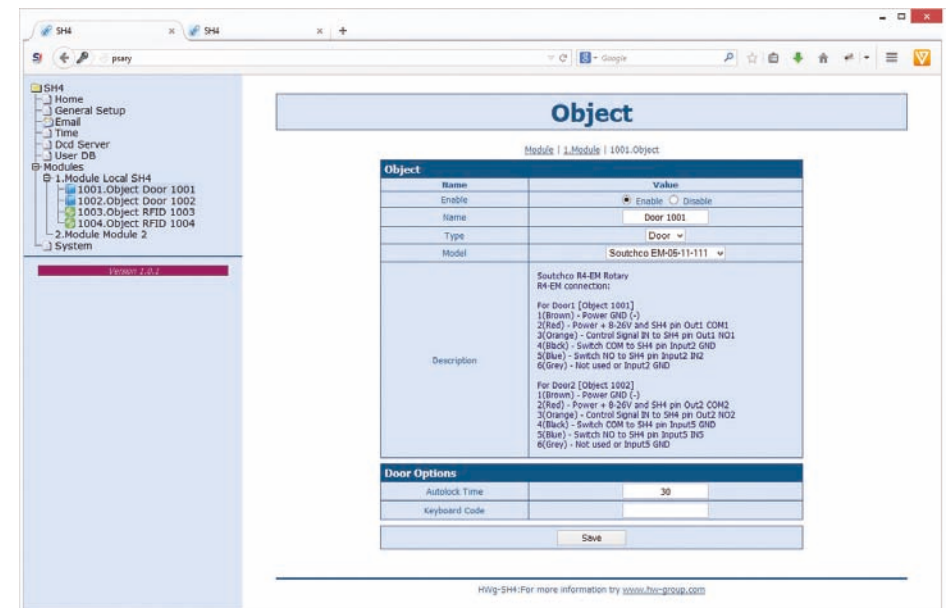 SH4
SH4
psary
Google
SH4
Home
General Setup
Email
Time
Dcd Server
User DB
Modules
1.Module Local SH4
1001.Object Door 1001
1002.Object Door 1002
1003.Object RFID 1003
1004.Object RFID 1004
2.Module Module 2
System
Version 1.0.1
Object
Module | 1.Module | 1001.Object
Object
Name Value
Enable Enable Disable
Name Door 1001
Type Door
Model Soutchco EM-05-11-111
Description
Soutchco R4-EM Rotary
R4-EM connection:
For Door1 [Object 1001]
1(Brown) - Power GND (-)
2(Red) - Power + 8-26V and SH4 pin Out1 COM1
3(Orange) - Control Signal IN to SH4 pin Out1 NO1
4(Black) - Switch COM to SH4 pin Input2 GND
5(Blue) - Switch NO to SH4 pin Input2 IN2
6(Grey) - Not used or Input2 GND
For Door2 [Object 1002]
1(Brown) - Power GND (-)
2(Red) - Power + 8-26V and SH4 pin Out2 COM2
3(Orange) - Control Signal IN to SH4 pin Out2 NO2
4(Black) - Switch COM to SH4 pin Input5 GND
5(Blue) - Switch NO to SH4 pin Input5 IN5
6(Grey) - Not used or Input5 GND
Door Options
Autolock Time 30
Keyboard Code
Save
HWg-SH4:For more information try www.hw-group.com